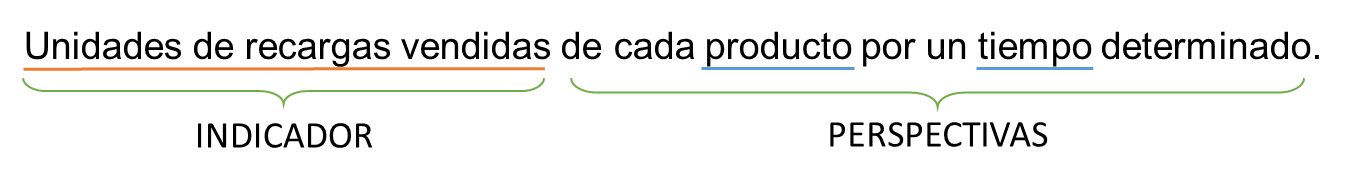 Unidades de recargas vendidas de cada producto por un tiempo determinado.
INDICADOR
PERSPECTIVAS